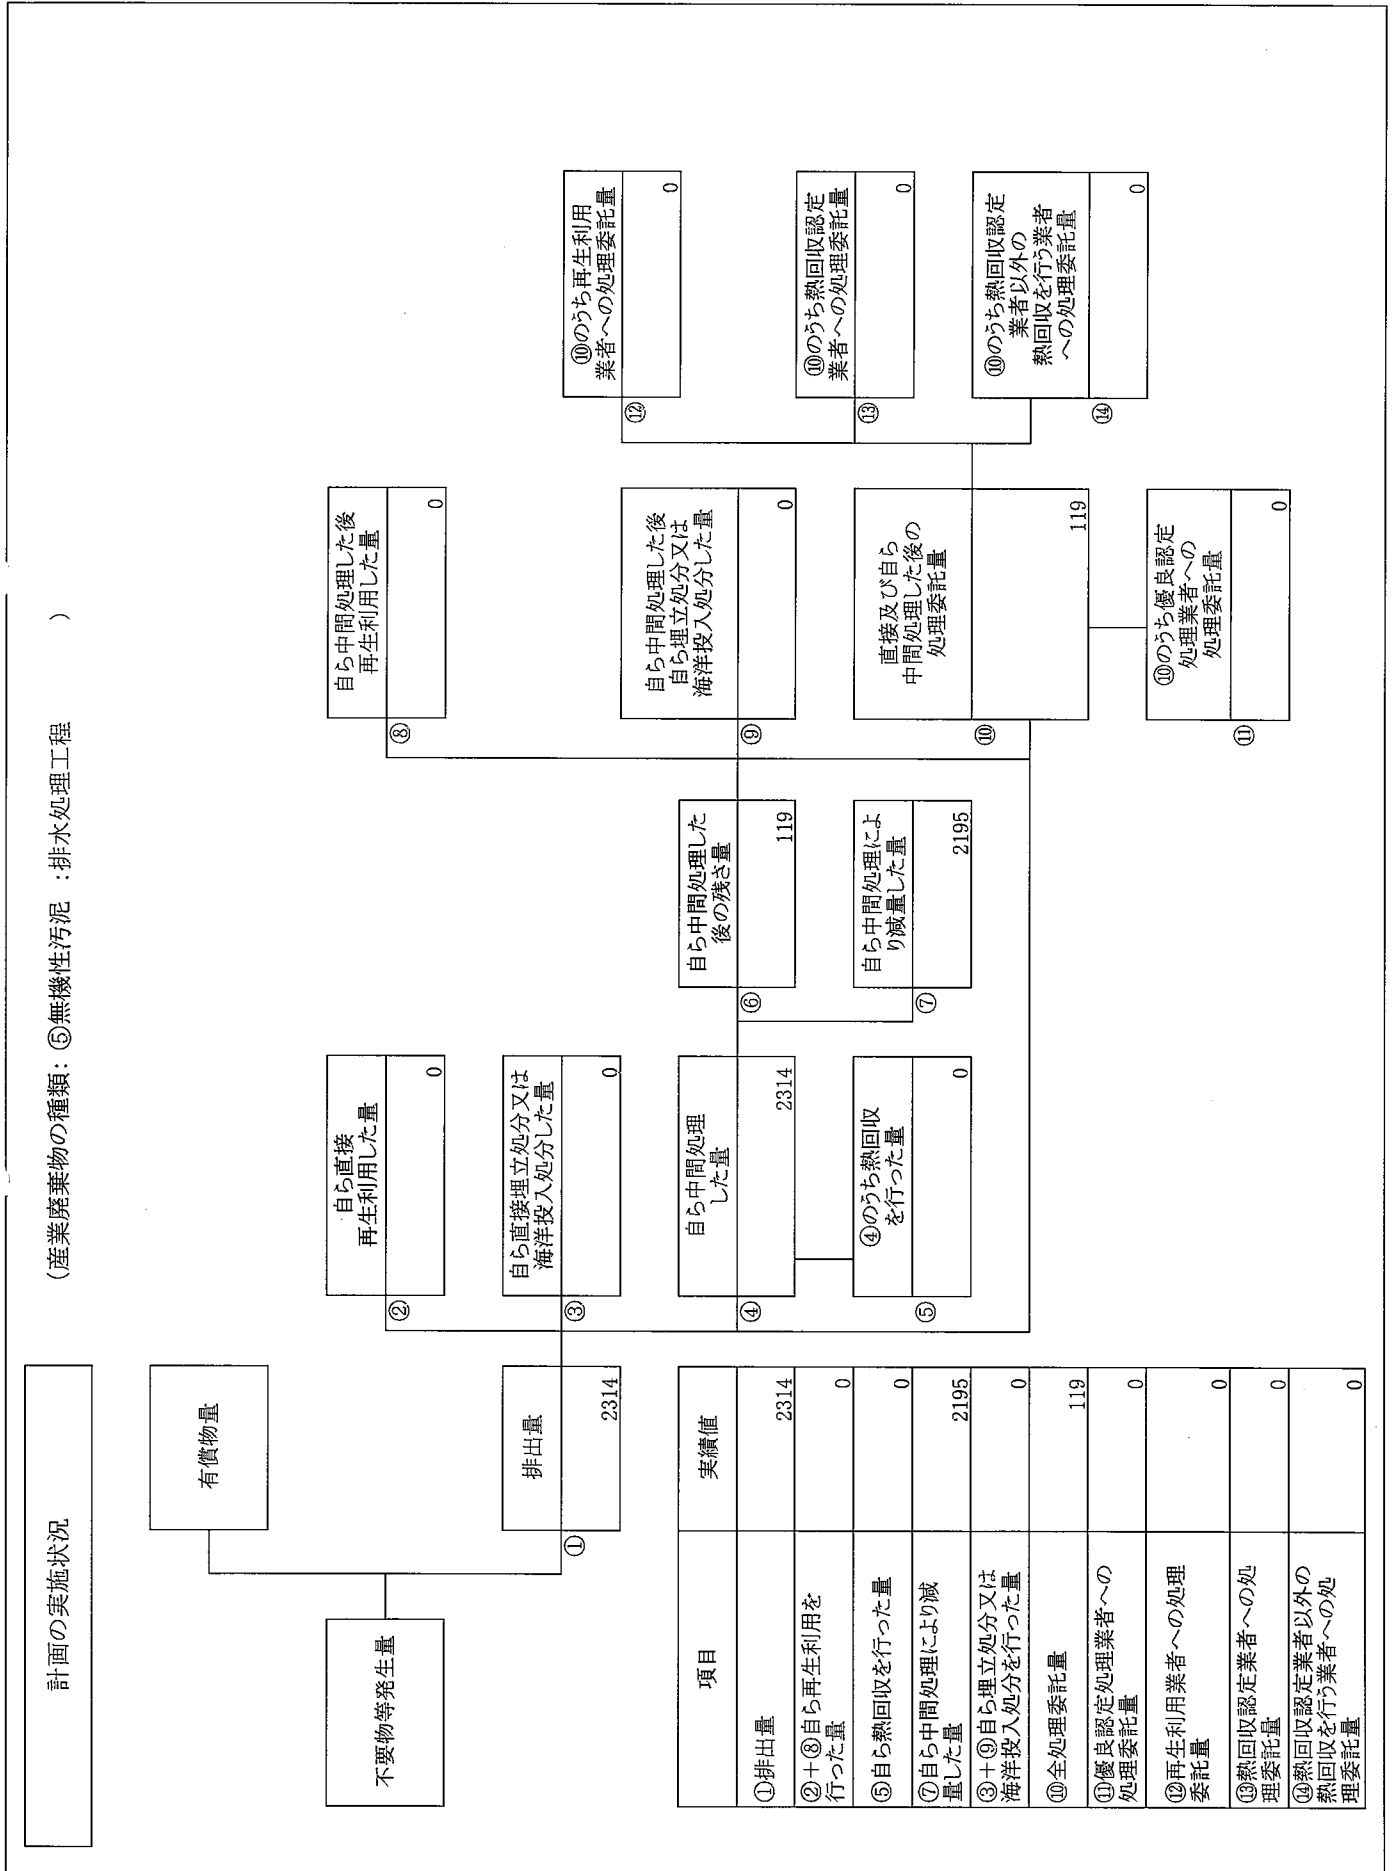 計画の実施状況
(産業廃棄物の種類: ⑤無機性汚泥 :排水処理工程 )
不要物等発生量
有償物量
①
排出量
2314
②
自ら直接
再生利用した量
0
③
自ら直接埋立処分又は
海洋投入処分した量
0
④
自ら中間処理
した量
2314
⑤
④のうち熱回収
を行った量
0
⑥
自ら中間処理した
後の残さ量
119
⑦
自ら中間処理によ
り減量した量
2195
⑧
自ら中間処理した後
再生利用した量
0
⑨
自ら中間処理した後
自ら埋立処分又は
海洋投入処分した量
0
⑩
直接及び自ら
中間処理した後の
処理委託量
119
⑪
⑩のうち優良認定
処理業者への
処理委託量
0
⑫
⑩のうち再生利用
業者への処理委託量
0
⑬
⑩のうち熱回収認定
業者への処理委託量
0
⑭
⑩のうち熱回収認定
業者以外の
熱回収を行う業者
への処理委託量
0
項目 実績値
①排出量 2314
②+⑧自ら再生利用を
行った量 0
⑤自ら熱回収を行った量 0
⑦自ら中間処理により減
量した量 2195
③+⑨自ら埋立処分又は
海洋投入処分を行った量 0
⑩全処理委託量 119
⑪優良認定処理業者への
処理委託量 0
⑫再生利用業者への処理
委託量 0
⑬熱回収認定業者への処
理委託量 0
⑭熱回収認定業者以外の
熱回収を行う業者への処
理委託量 0